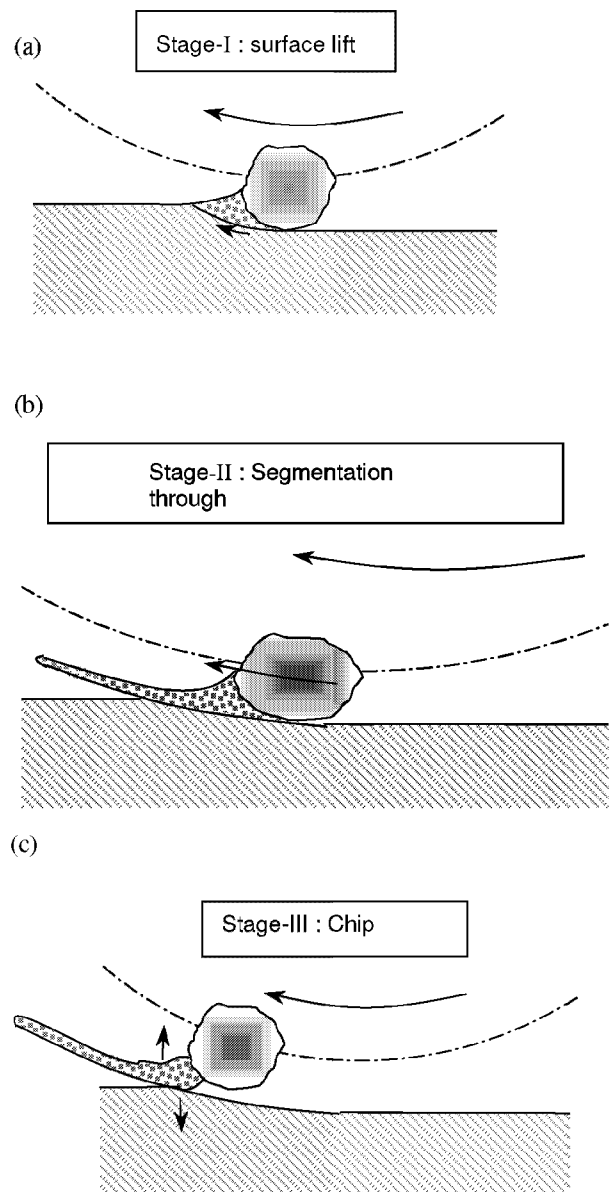 (a)
Stage-I : surface lift
(b)
Stage-II : Segmentation
through
(c)
Stage-III : Chip